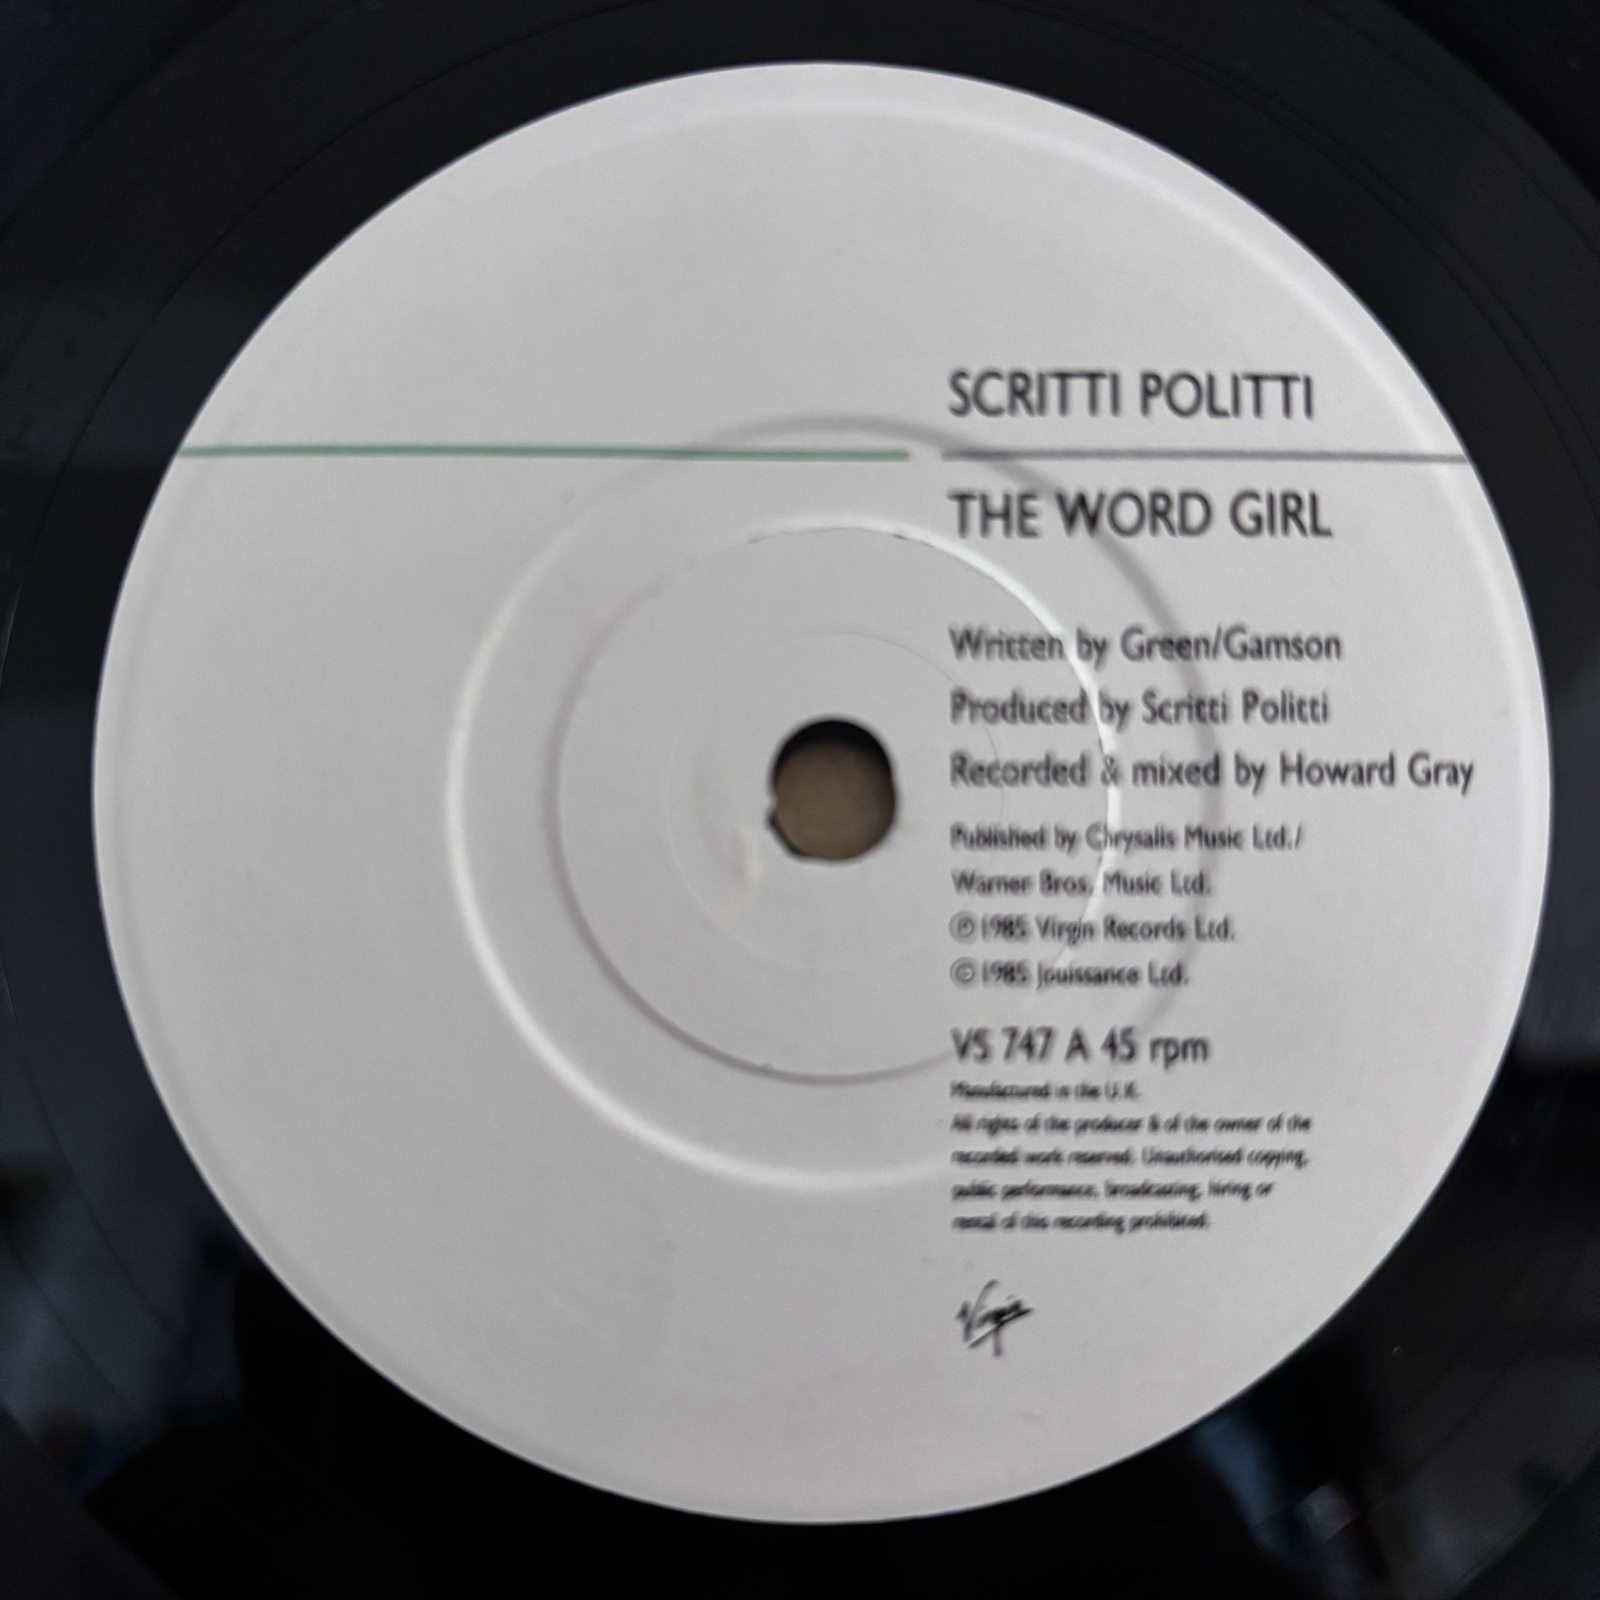 SCRITTI POLITTI
THE WORD GIRL
Written by Green/Gamson
Produced by Scritti Politti
Recorded & mixed by Howard Gray
Published by Chrysalis Music Ltd./
Warner Bros. Music Ltd.
℗ 1985 Virgin Records Ltd.
© 1985 Jouissance Ltd.
VS 747 A 45 rpm
Manufactured in the U.K.
All rights of the producer & of the owner of the
recorded work reserved. Unauthorised copying,
public performance, broadcasting, hiring or
rental of this recording prohibited.
Virgin